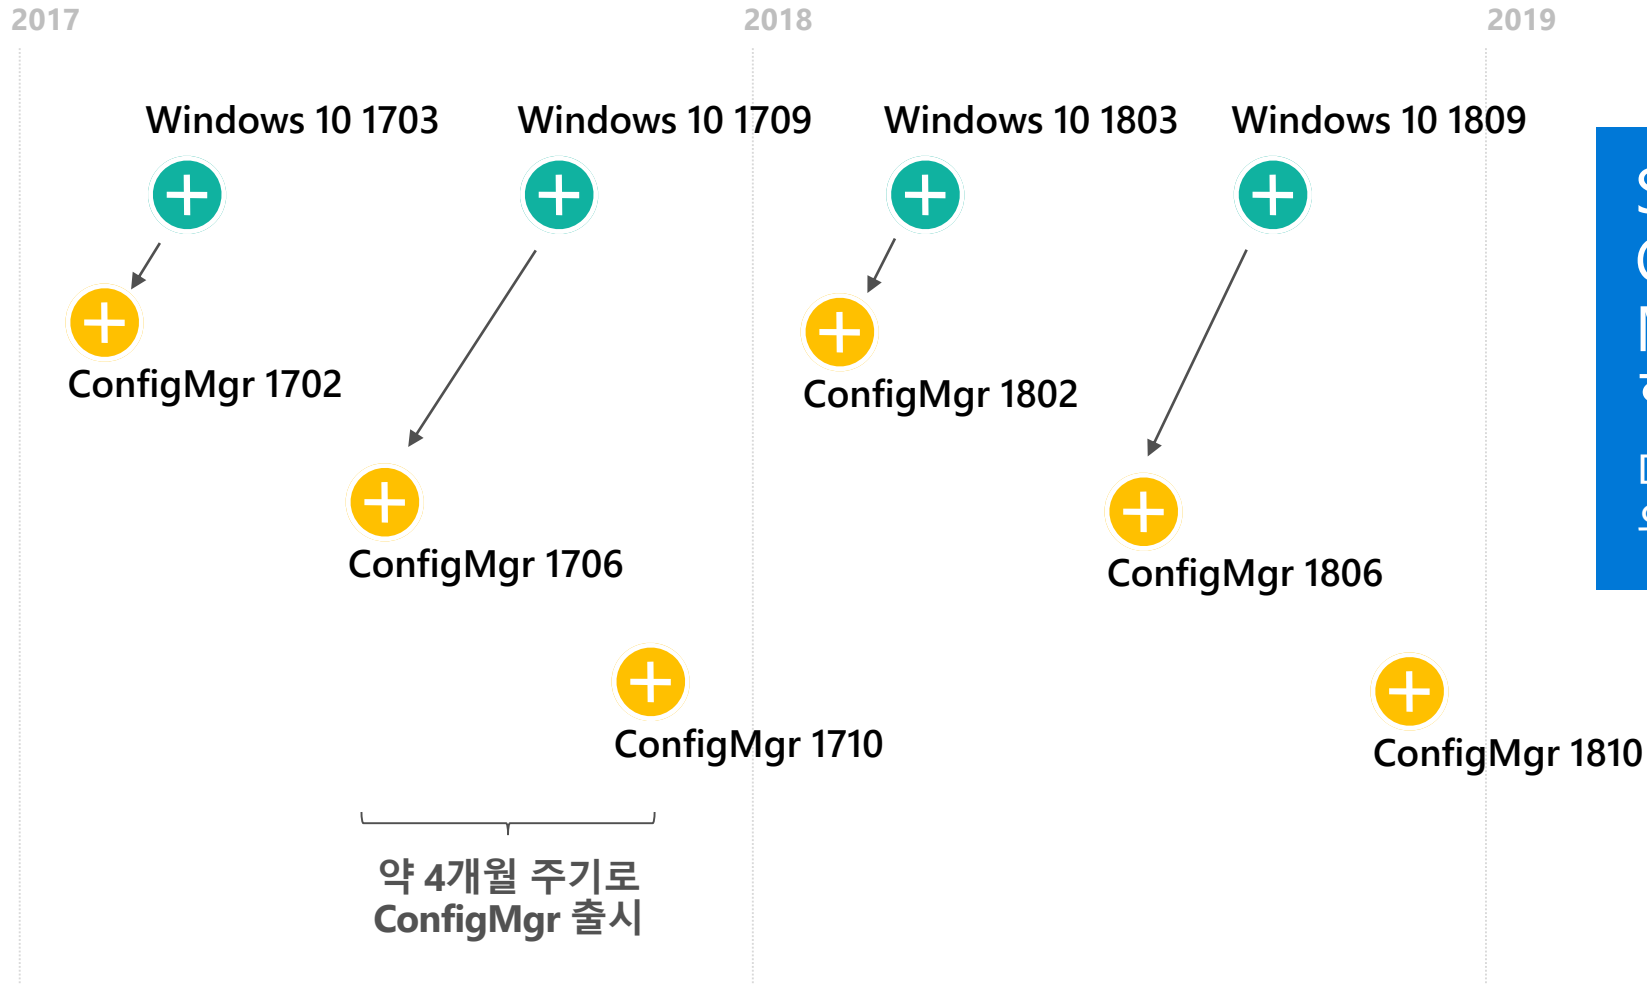 2017
2018
2019
Windows 10 1703
Windows 10 1709
Windows 10 1803
Windows 10 1809
ConfigMgr 1702
ConfigMgr 1802
ConfigMgr 1706
ConfigMgr 1806
ConfigMgr 1710
ConfigMgr 1810
약 4개월 주기로
ConfigMgr 출시